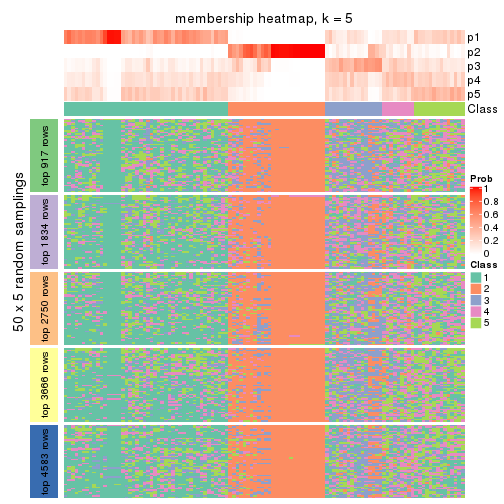 membership heatmap, k = 5
p1
p2
p3
p4
p5
Class
50 x 5 random samplings
top 917 rows
top 1834 rows
top 2750 rows
top 3666 rows
top 4583 rows
Prob
1
0.8
0.6
0.4
0.2
0
Class
1
2
3
4
5